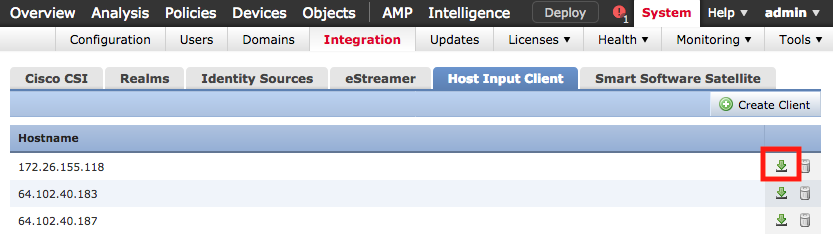 Overview Analysis Policies Devices Objects AMP Intelligence Deploy 1 System Help admin
Configuration Users Domains Integration Updates Licenses Health Monitoring Tools
Cisco CSI Realms Identity Sources eStreamer Host Input Client Smart Software Satellite
Create Client
Hostname
172.26.155.118
64.102.40.183
64.102.40.187